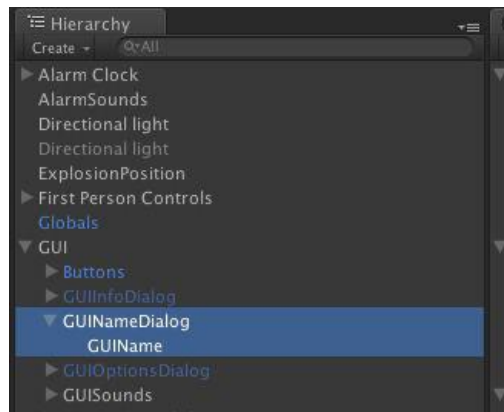 Hierarchy
Create All
Alarm Clock
AlarmSounds
Directional light
Directional light
ExplosionPosition
First Person Controls
Globals
GUI
Buttons
GUIInfoDialog
GUINameDialog
GUIName
GUIOptionsDialog
GUISounds